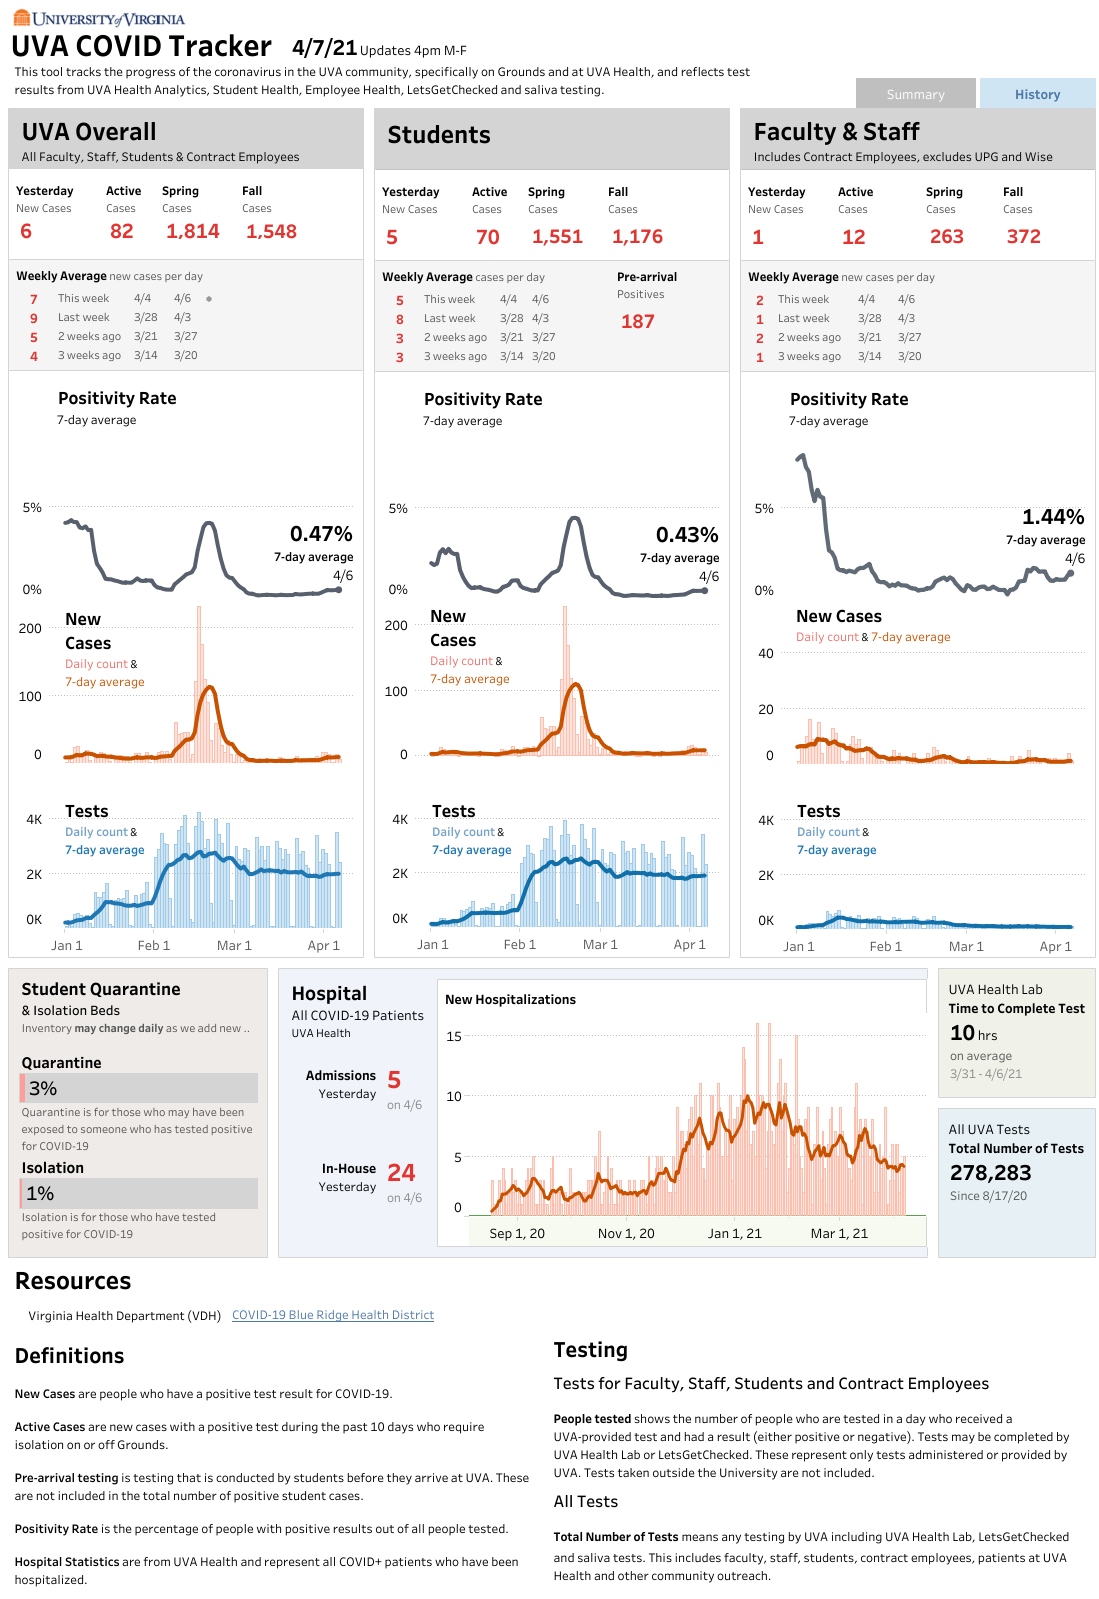 UNIVERSITY of VIRGINIA
UVA COVID Tracker 4/7/21 Updates 4pm M-F
This tool tracks the progress of the coronavirus in the UVA community, specifically on Grounds and at UVA Health, and reflects test
results from UVA Health Analytics, Student Health, Employee Health, LetsGetChecked and saliva testing.
Summary History
UVA Overall
All Faculty, Staff, Students & Contract Employees
Yesterday Active Spring Fall
New Cases Cases Cases Cases
6 82 1,814 1,548
Weekly Average new cases per day
7 This week 4/4 4/6
9 Last week 3/28 4/3
5 2 weeks ago 3/21 3/27
4 3 weeks ago 3/14 3/20
Positivity Rate
7-day average
5%
0.47%
7-day average
4/6
0%
New
Cases
Daily count &
7-day average
200
100
0
Tests
Daily count &
7-day average
4K
2K
0K
Jan 1 Feb 1 Mar 1 Apr 1
Students
Yesterday Active Spring Fall
New Cases Cases Cases Cases
5 70 1,551 1,176
Weekly Average cases per day
5 This week 4/4 4/6
8 Last week 3/28 4/3
3 2 weeks ago 3/21 3/27
3 3 weeks ago 3/14 3/20
Pre-arrival
Positives
187
Positivity Rate
7-day average
5%
0.43%
7-day average
4/6
0%
New
Cases
Daily count &
7-day average
200
100
0
Tests
Daily count &
7-day average
4K
2K
0K
Jan 1 Feb 1 Mar 1 Apr 1
Faculty & Staff
Includes Contract Employees, excludes UPG and Wise
Yesterday Active Spring Fall
New Cases Cases Cases Cases
1 12 263 372
Weekly Average new cases per day
2 This week 4/4 4/6
1 Last week 3/28 4/3
2 2 weeks ago 3/21 3/27
1 3 weeks ago 3/14 3/20
Positivity Rate
7-day average
5%
1.44%
7-day average
4/6
0%
New Cases
Daily count & 7-day average
40
20
0
Tests
Daily count &
7-day average
4K
2K
0K
Jan 1 Feb 1 Mar 1 Apr 1
Student Quarantine
& Isolation Beds
Inventory may change daily as we add new ..
Quarantine
3%
Quarantine is for those who may have been
exposed to someone who has tested positive
for COVID-19
Isolation
1%
Isolation is for those who have tested
positive for COVID-19
Hospital
All COVID-19 Patients
UVA Health
Admissions 5
Yesterday on 4/6
In-House 24
Yesterday on 4/6
New Hospitalizations
15
10
5
0
Sep 1, 20 Nov 1, 20 Jan 1, 21 Mar 1, 21
UVA Health Lab
Time to Complete Test
10 hrs
on average
3/31 - 4/6/21
All UVA Tests
Total Number of Tests
278,283
Since 8/17/20
Resources
Virginia Health Department (VDH) COVID-19 Blue Ridge Health District
Definitions
New Cases are people who have a positive test result for COVID-19.
Active Cases are new cases with a positive test during the past 10 days who require
isolation on or off Grounds.
Pre-arrival testing is testing that is conducted by students before they arrive at UVA. These
are not included in the total number of positive student cases.
Positivity Rate is the percentage of people with positive results out of all people tested.
Hospital Statistics are from UVA Health and represent all COVID+ patients who have been
hospitalized.
Testing
Tests for Faculty, Staff, Students and Contract Employees
People tested shows the number of people who are tested in a day who received a
UVA-provided test and had a result (either positive or negative). Tests may be completed by
UVA Health Lab or LetsGetChecked. These represent only tests administered or provided by
UVA. Tests taken outside the University are not included.
All Tests
Total Number of Tests means any testing by UVA including UVA Health Lab, LetsGetChecked
and saliva tests. This includes faculty, staff, students, contract employees, patients at UVA
Health and other community outreach.